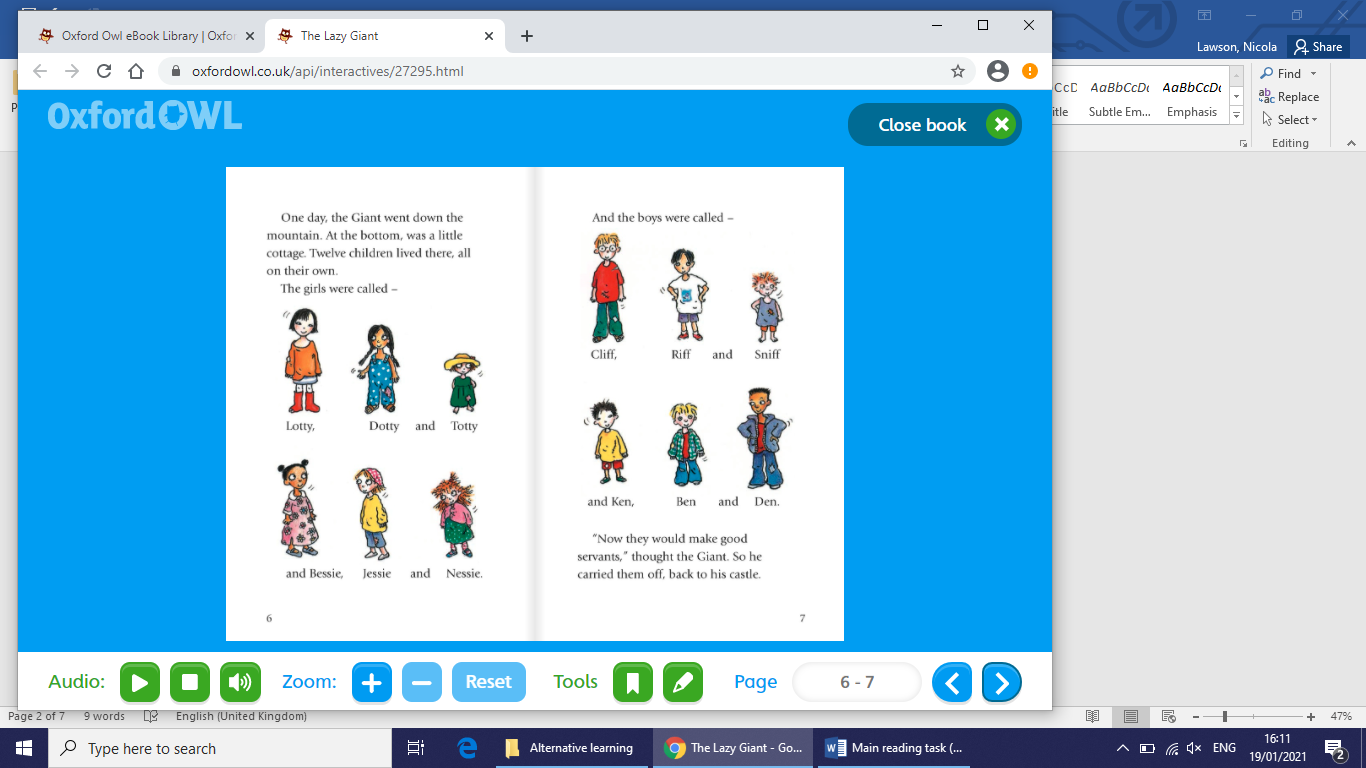 Oxford Owl eBook Library | Oxfo
The Lazy Giant
Lawson, Nicola
Share
oxfordowl.co.uk/api/interactives/27295.html
CcD
AaBbCcDc
AaBbCcDc
itle
Subtle Em...
Emphasis
Find
Replace
Select
Editing
P
Oxford OWL
Close book
One day, the Giant went down the
mountain. At the bottom, was a little
cottage. Twelve children lived there, all
on their own.
The girls were called –
Lotty, Dotty and Totty
and Bessie, Jessie and Nessie.
6
And the boys were called –
Cliff, Riff and Sniff
and Ken, Ben and Den.
“Now they would make good
servants,” thought the Giant. So he
carried them off, back to his castle.
7
Audio: Zoom: Reset Tools Page 6 - 7
Page 2 of 7 9 words English (United Kingdom) 47%
Type here to search
Alternative learning
The Lazy Giant - Go...
Main reading task (...
ENG
16:11
19/01/2021
2